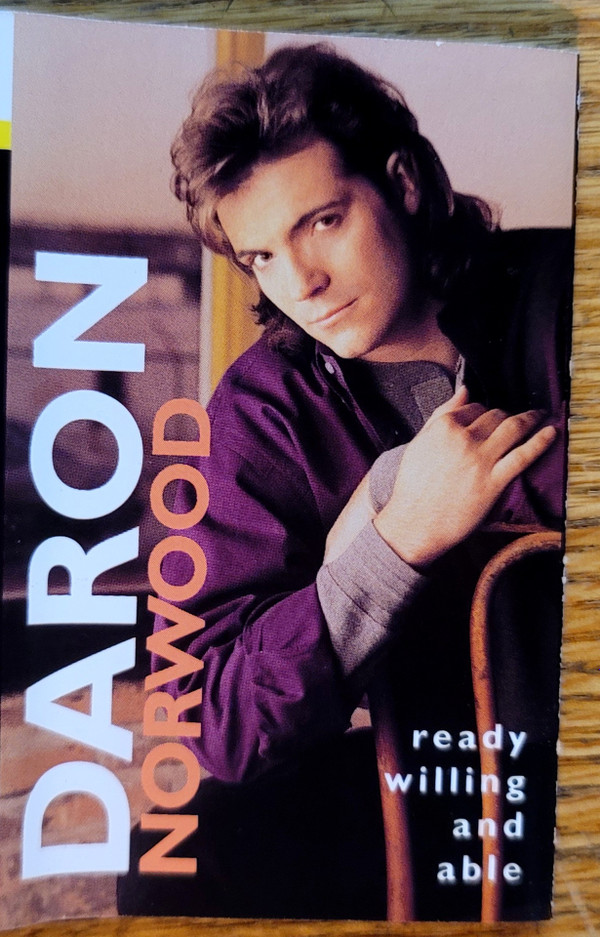 DARON
NORWOOD
ready
willing
and
able